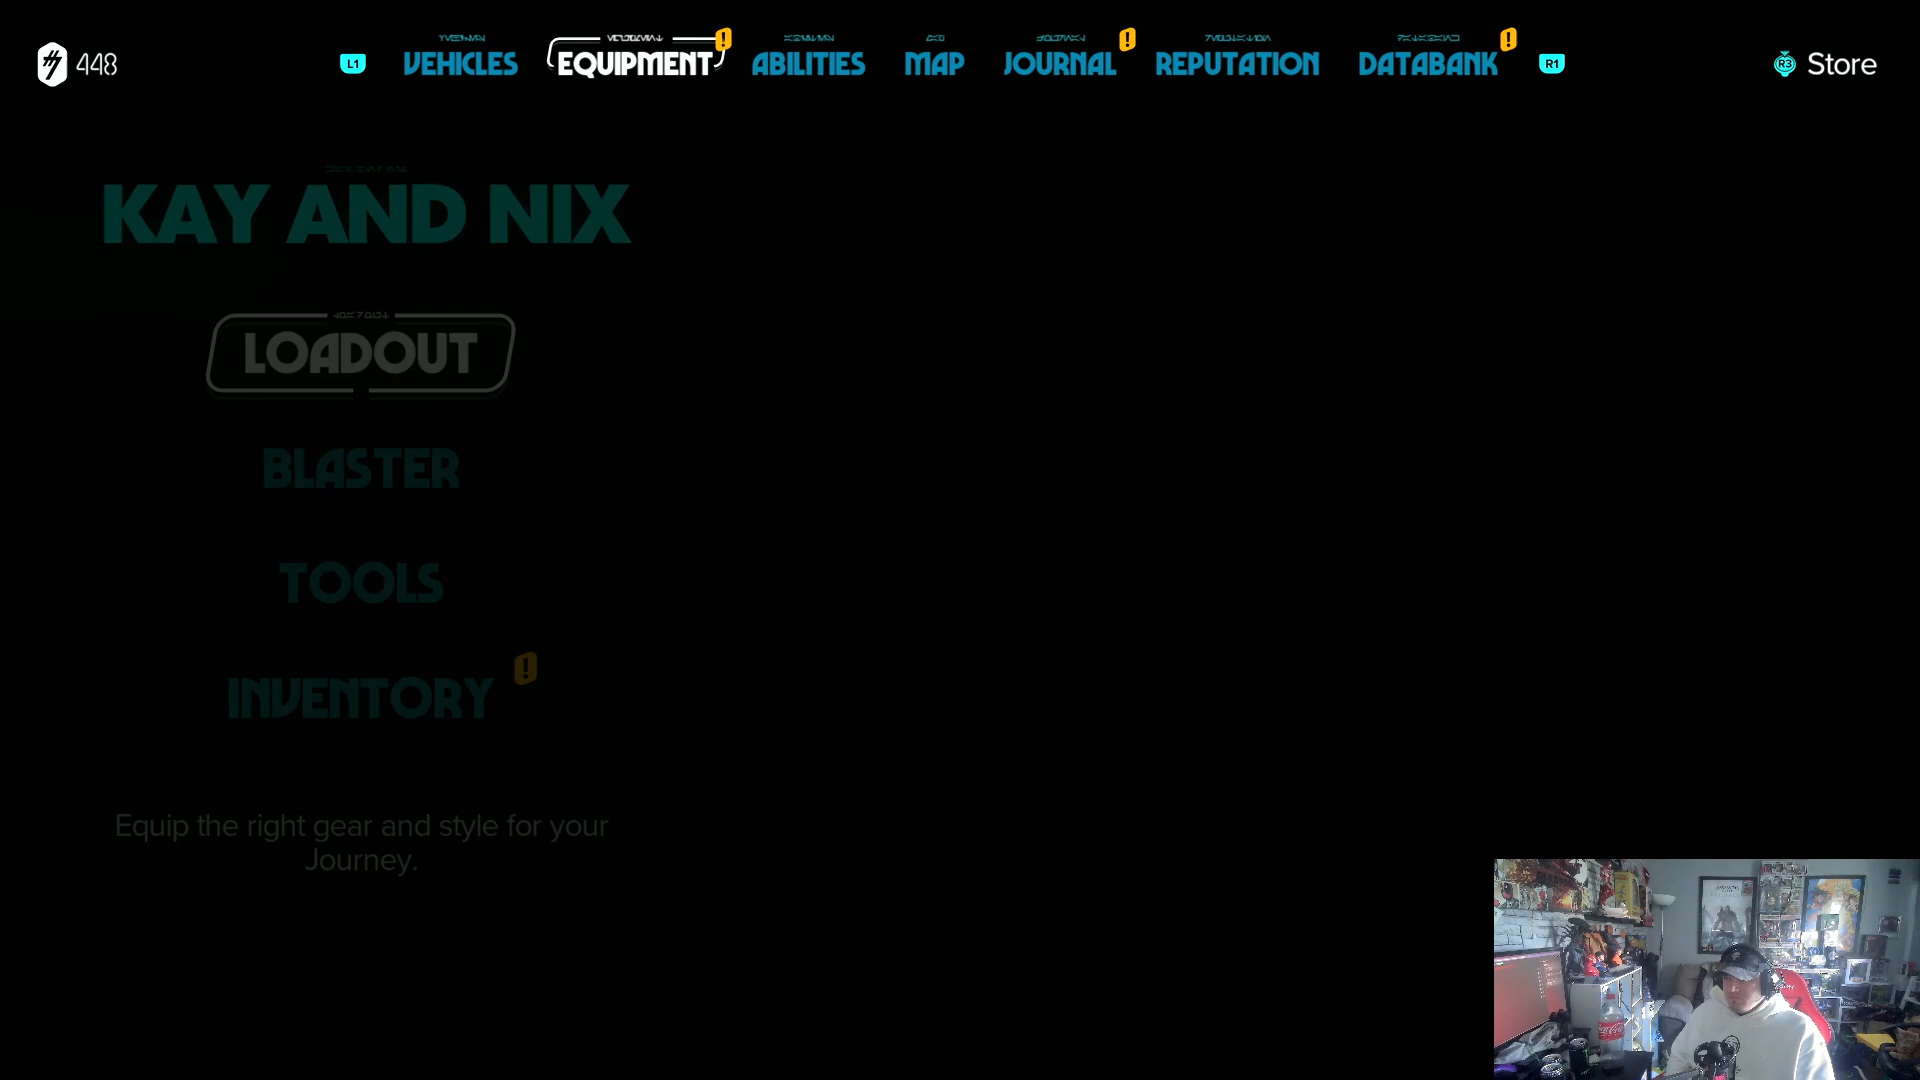 448
L1
VEHICLES
EQUIPMENT
ABILITIES
MAP
JOURNAL
REPUTATION
DATABANK
R1
R3
Store
KAY AND NIX
LOADOUT
BLASTER
TOOLS
INVENTORY
Equip the right gear and style for your
Journey.